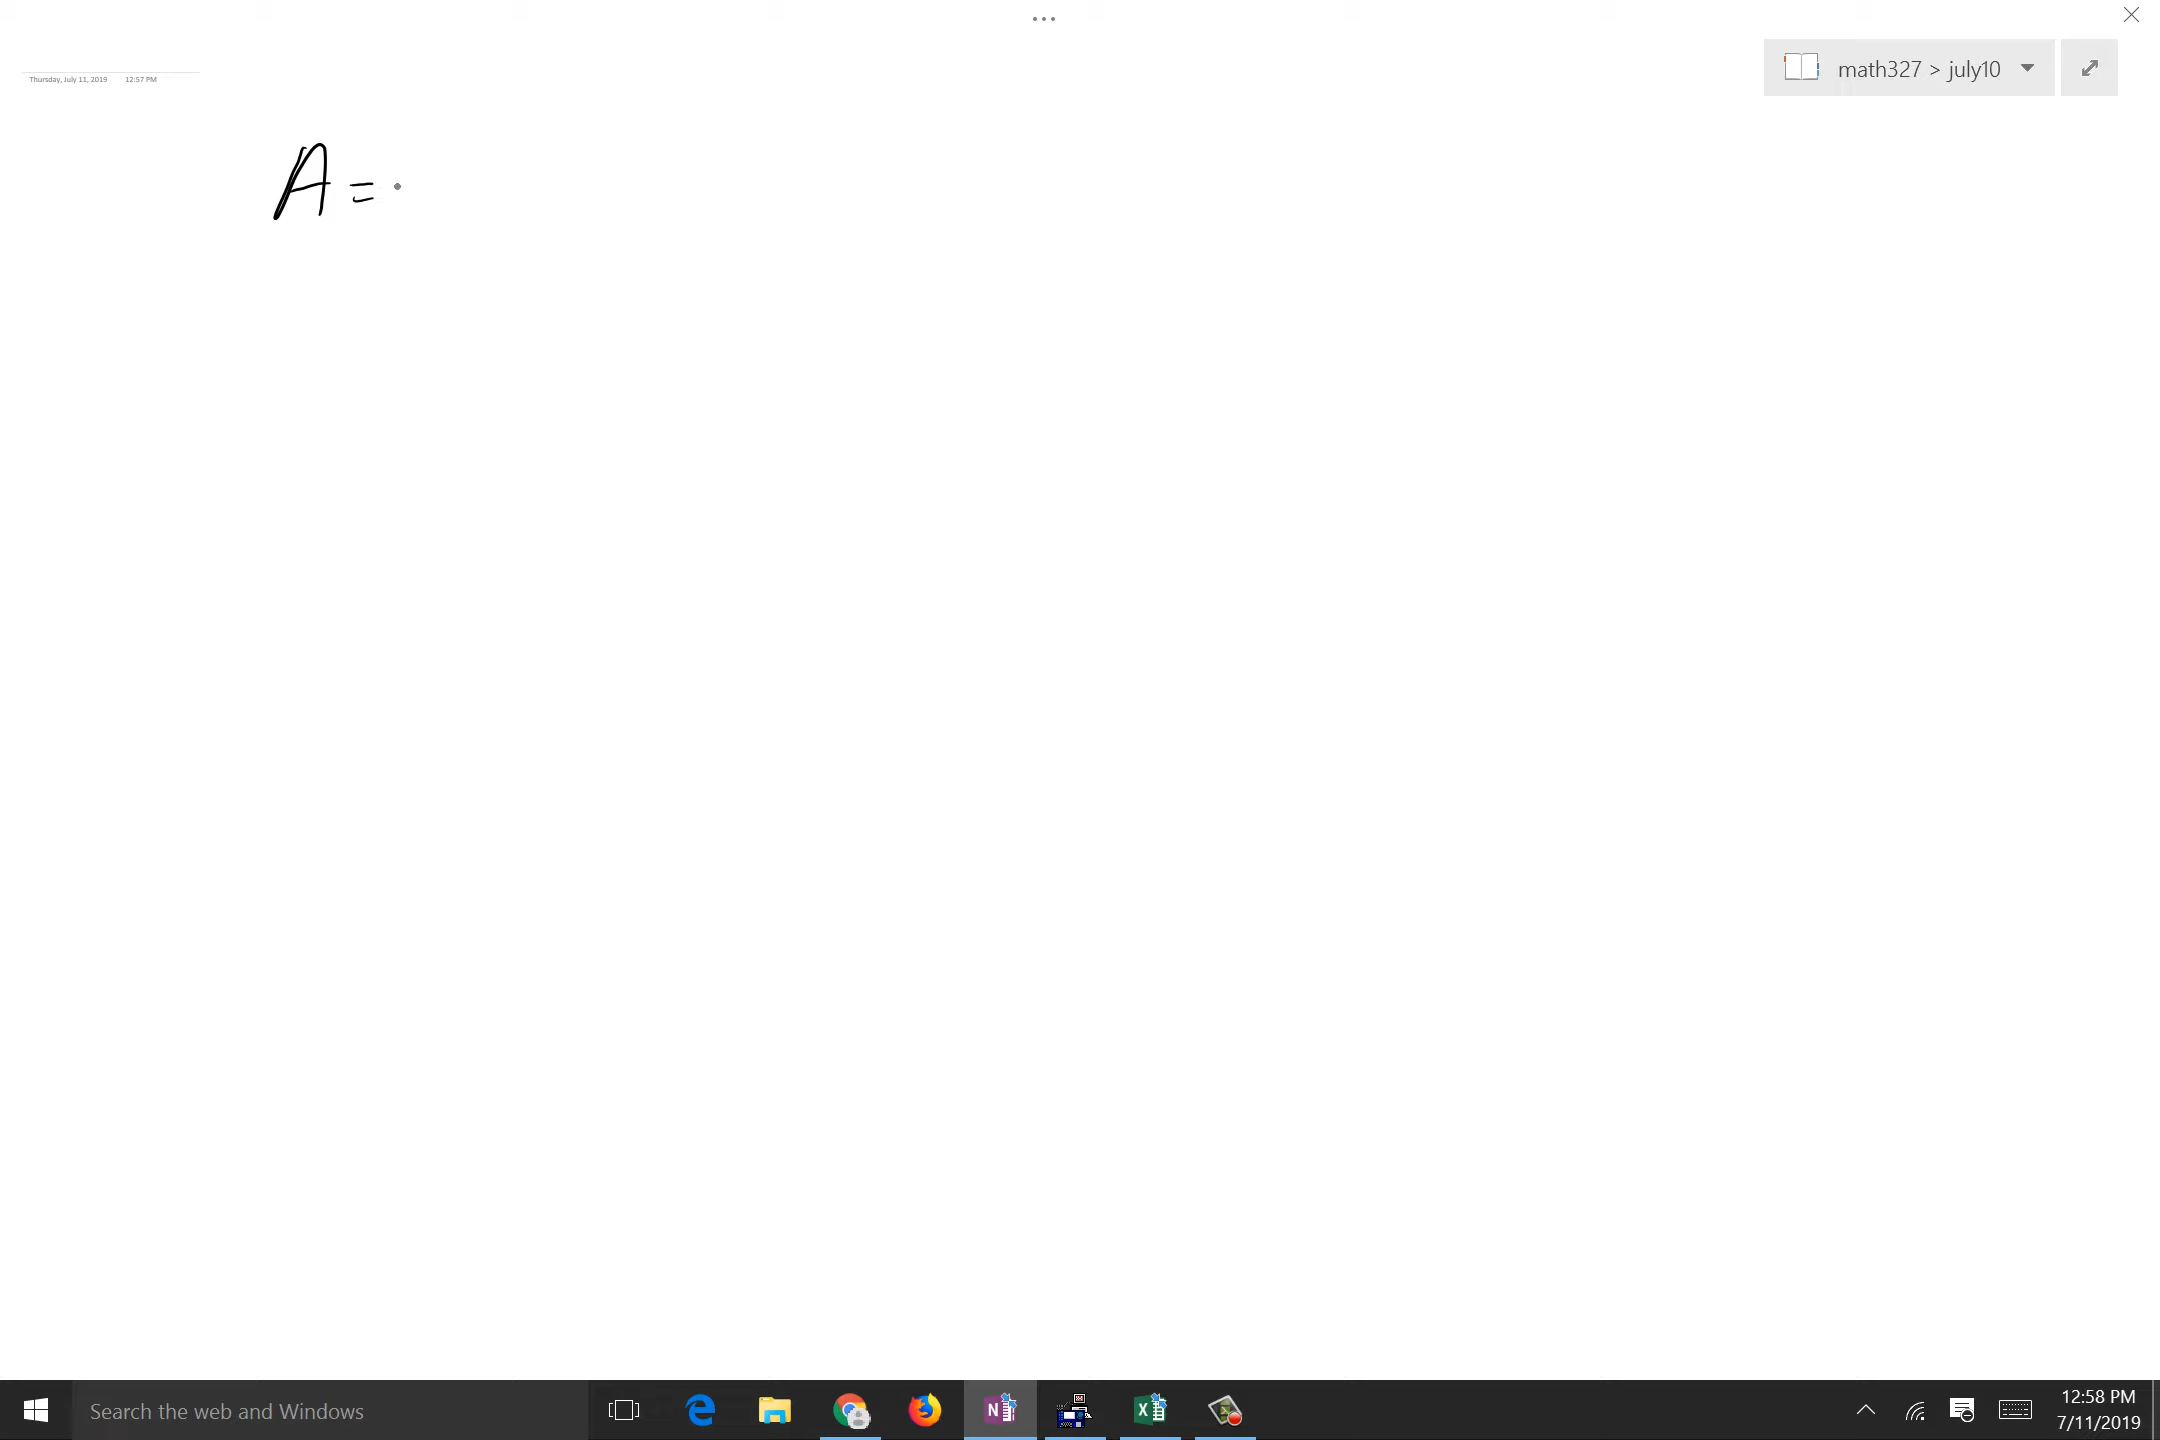 Thursday, July 11, 2019 12:57 PM
math327 > july10
A =
Search the web and Windows
12:58 PM
7/11/2019